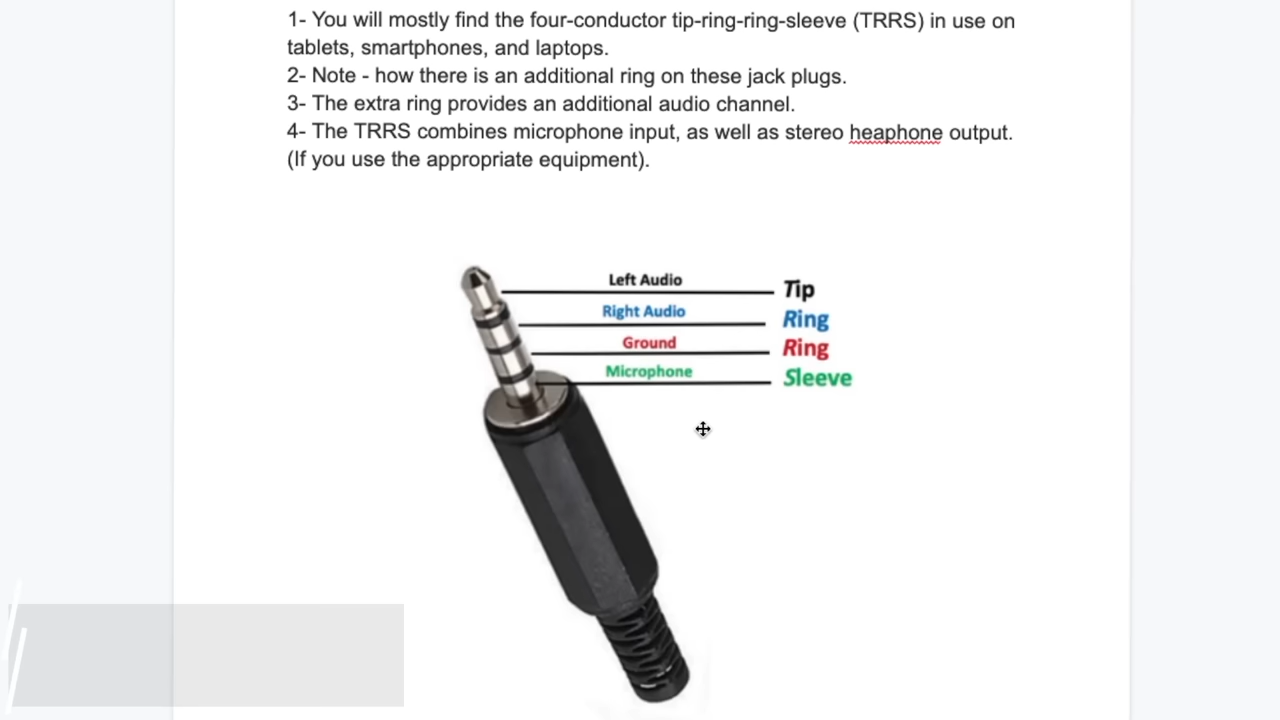 1- You will mostly find the four-conductor tip-ring-ring-sleeve (TRRS) in use on
tablets, smartphones, and laptops.
2- Note - how there is an additional ring on these jack plugs.
3- The extra ring provides an additional audio channel.
4- The TRRS combines microphone input, as well as stereo heaphone output.
(If you use the appropriate equipment).
Left Audio Tip
Right Audio Ring
Ground Ring
Microphone Sleeve